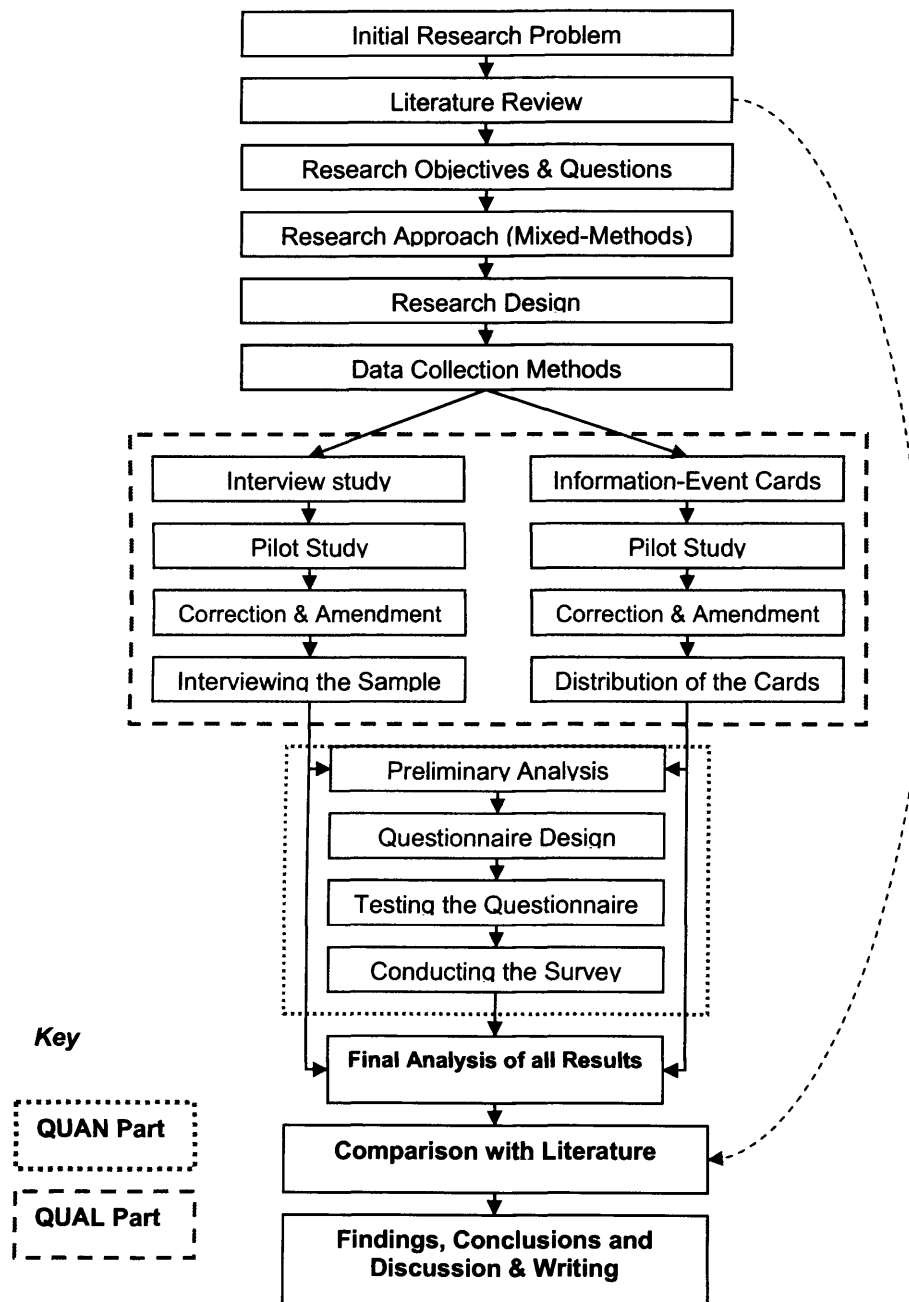 Initial Research Problem
Literature Review
Research Objectives & Questions
Research Approach (Mixed-Methods)
Research Design
Data Collection Methods
Interview study
Pilot Study
Correction & Amendment
Interviewing the Sample
Information-Event Cards
Pilot Study
Correction & Amendment
Distribution of the Cards
Preliminary Analysis
Questionnaire Design
Testing the Questionnaire
Conducting the Survey
Final Analysis of all Results
Comparison with Literature
Findings, Conclusions and
Discussion & Writing
Key
QUAN Part
QUAL Part